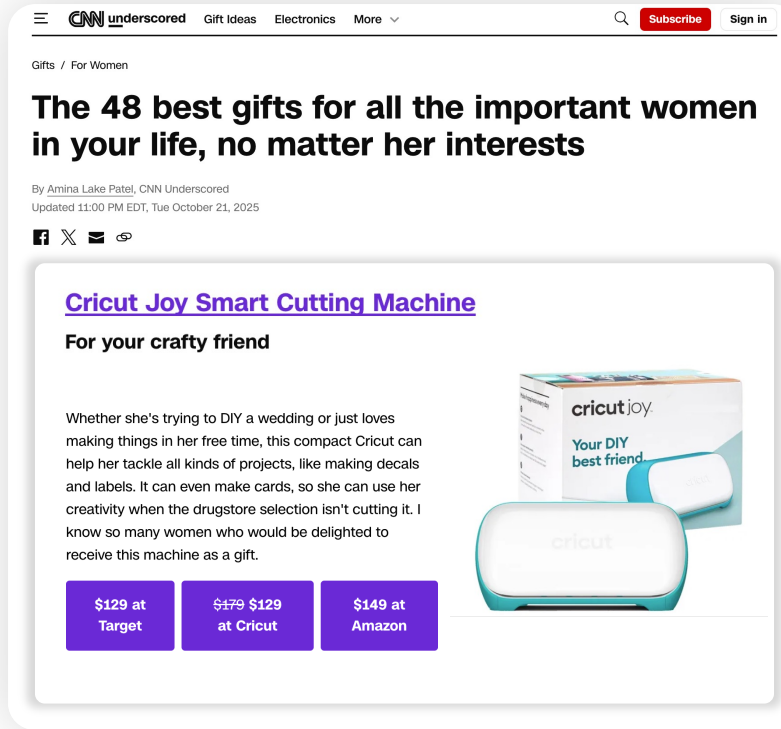 CNN underscored Gift Ideas Electronics More Subscribe Sign in
Gifts / For Women
The 48 best gifts for all the important women
in your life, no matter her interests
By Amina Lake Patel, CNN Underscored
Updated 11:00 PM EDT, Tue October 21, 2025
Cricut Joy Smart Cutting Machine
For your crafty friend
Whether she's trying to DIY a wedding or just loves
making things in her free time, this compact Cricut can
help her tackle all kinds of projects, like making decals
and labels. It can even make cards, so she can use her
creativity when the drugstore selection isn't cutting it. I
know so many women who would be delighted to
receive this machine as a gift.
$129 at
Target
$179 $129
at Cricut
$149 at
Amazon
cricut joy.
Your DIY
best friend.
cricut